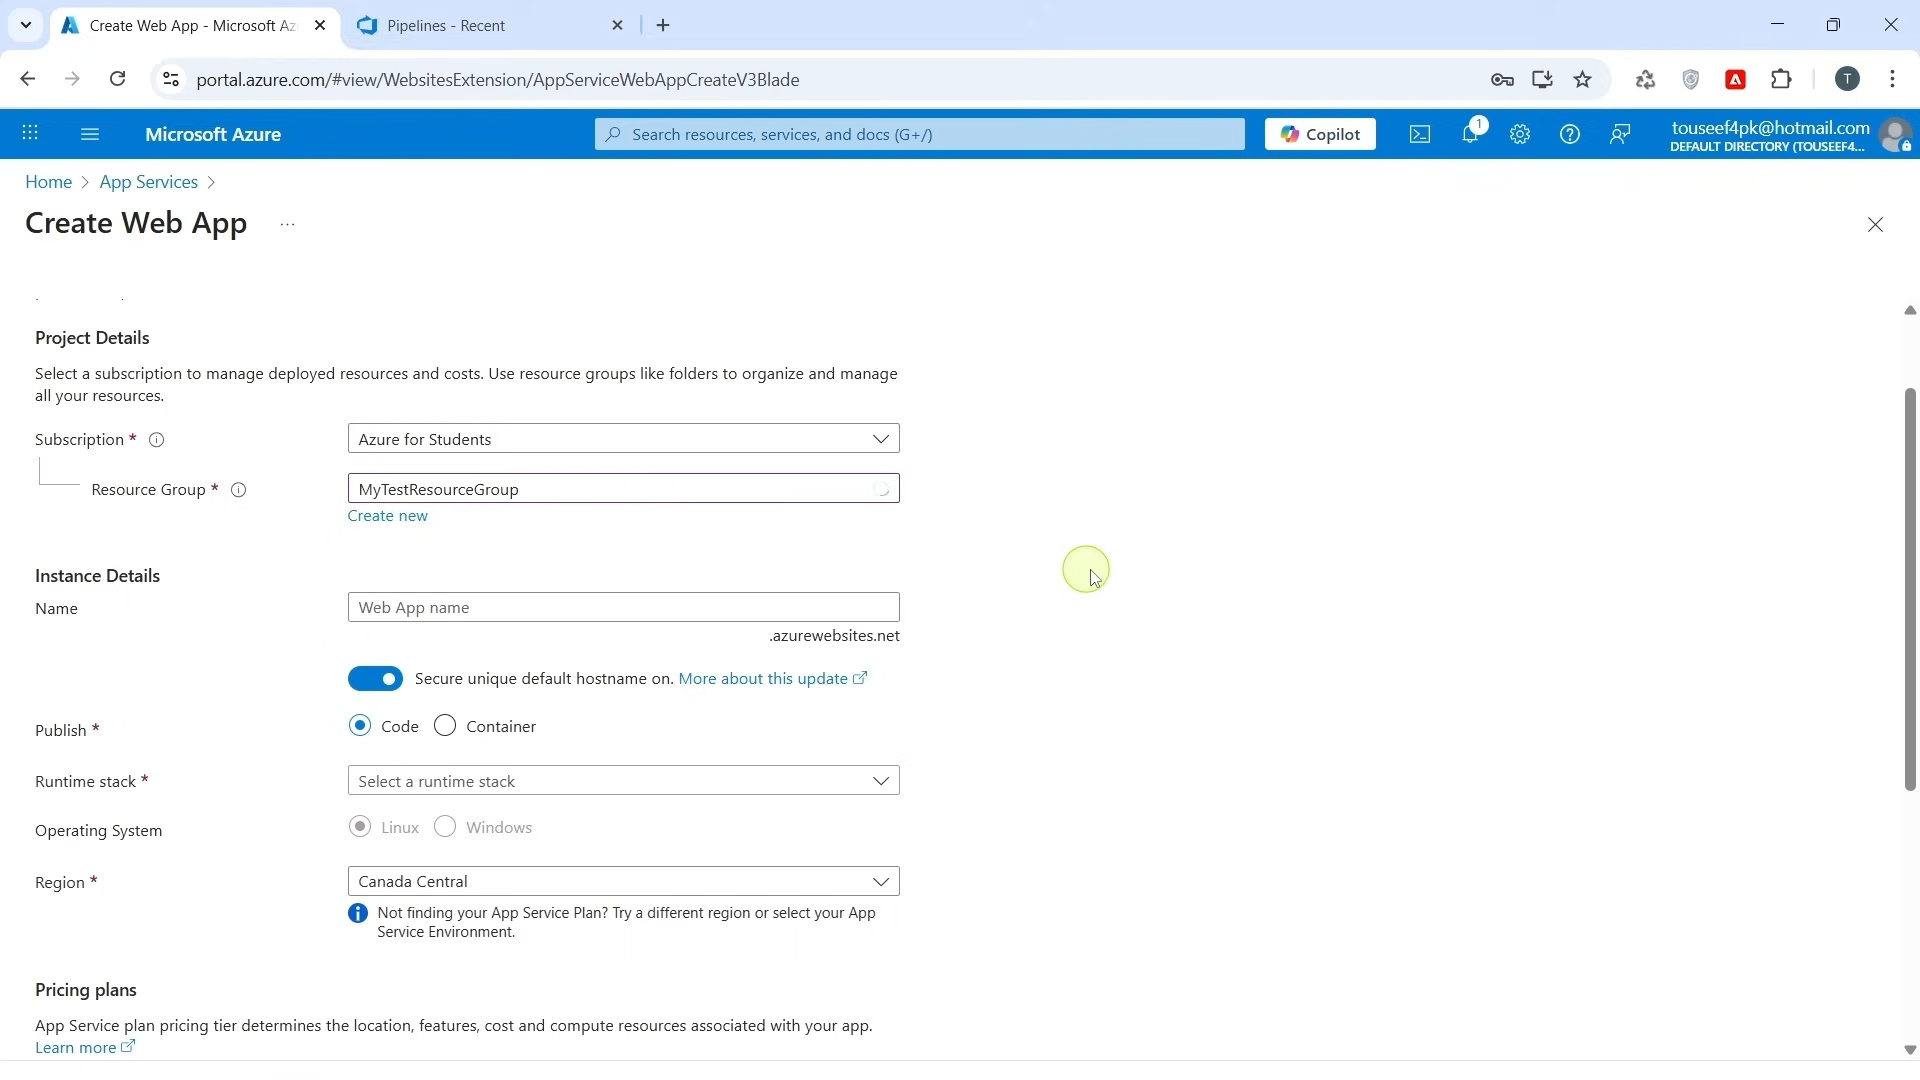 Create Web App - Microsoft Az
Pipelines - Recent
portal.azure.com/#view/WebsitesExtension/AppServiceWebAppCreateV3Blade
T
Microsoft Azure
Search resources, services, and docs (G+/)
Copilot
1
touseef4pk@hotmail.com
DEFAULT DIRECTORY (TOUSEEF4...
Home > App Services >
Create Web App ...
Project Details
Select a subscription to manage deployed resources and costs. Use resource groups like folders to organize and manage
all your resources.
Subscription *
Azure for Students
Resource Group *
MyTestResourceGroup
Create new
Instance Details
Name
Web App name
.azurewebsites.net
Secure unique default hostname on. More about this update
Publish *
Code
Container
Runtime stack *
Select a runtime stack
Operating System
Linux
Windows
Region *
Canada Central
Not finding your App Service Plan? Try a different region or select your App
Service Environment.
Pricing plans
App Service plan pricing tier determines the location, features, cost and compute resources associated with your app.
Learn more